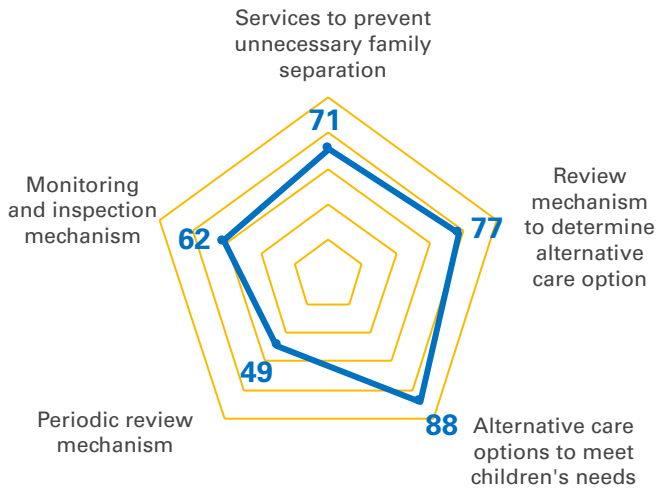 Services to prevent
unnecessary family
separation
71
Review
mechanism
to determine
alternative
care option
77
Monitoring
and inspection
mechanism
62
49
Periodic review
mechanism
88
Alternative care
options to meet
children's needs